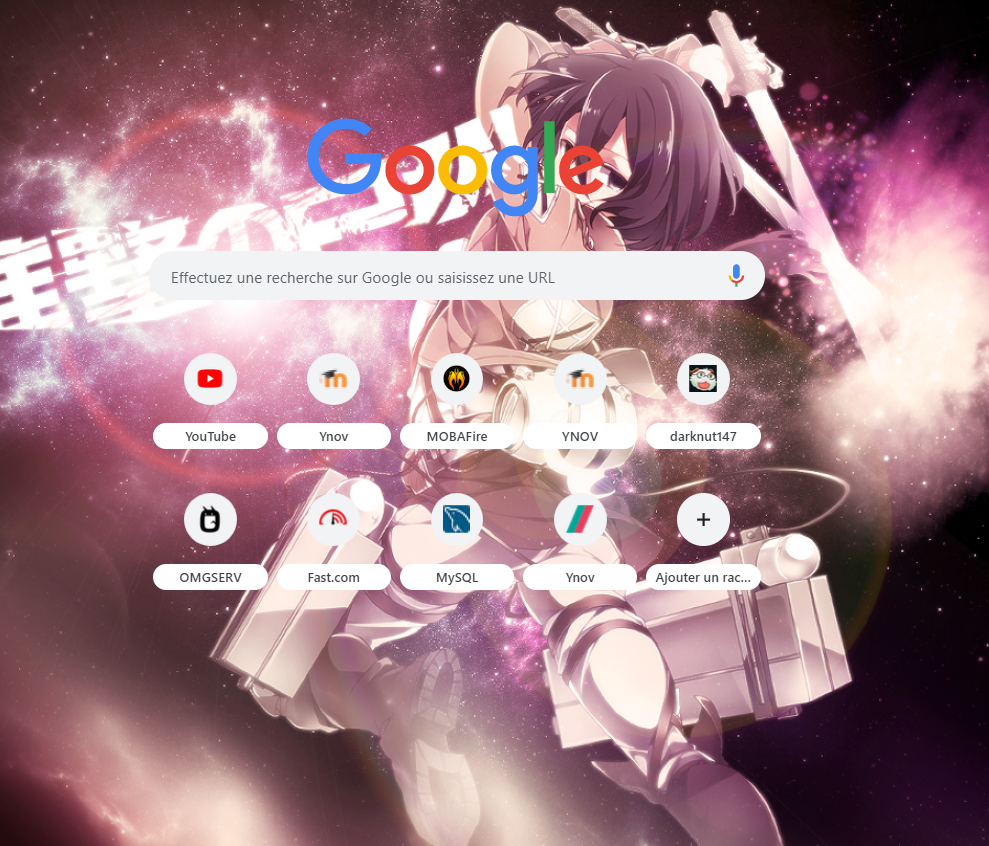 Google
Effectuez une recherche sur Google ou saisissez une URL
YouTube
Ynov
MOBAFire
YNOV
darknut147
OMGSERV
Fast.com
MySQL
Ynov
Ajouter un rac...